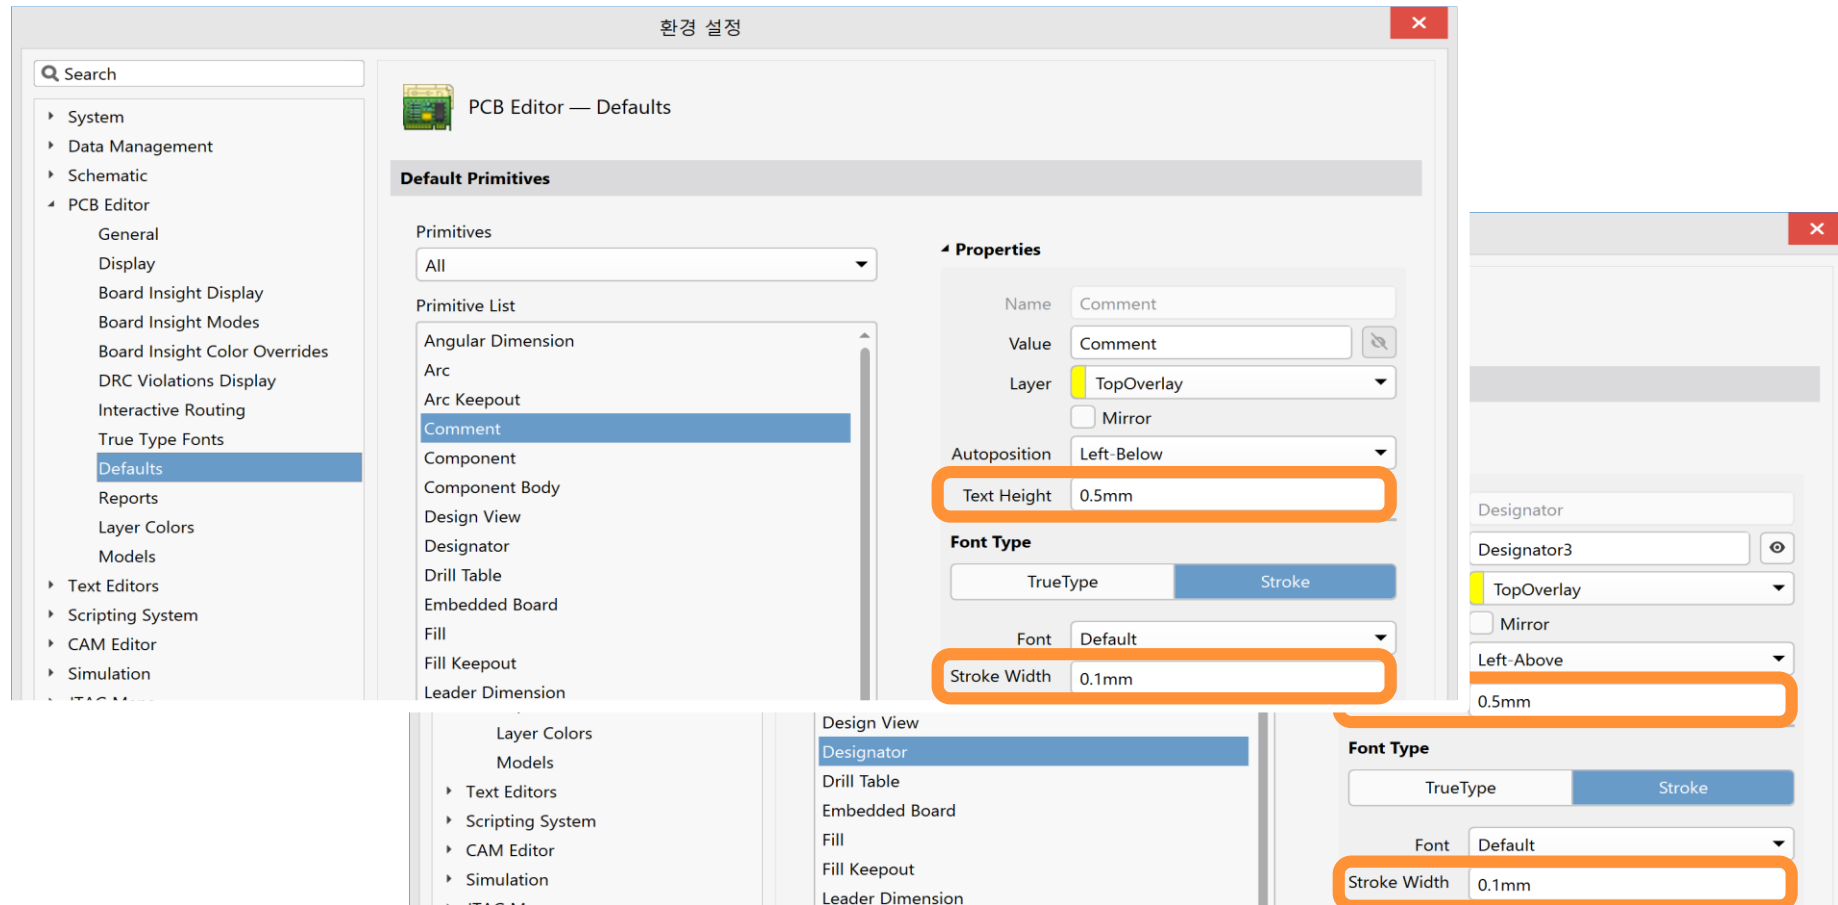 환경 설정
Search
System
Data Management
Schematic
PCB Editor
General
Display
Board Insight Display
Board Insight Modes
Board Insight Color Overrides
DRC Violations Display
Interactive Routing
True Type Fonts
Defaults
Reports
Layer Colors
Models
Text Editors
Scripting System
CAM Editor
Simulation
PCB Editor — Defaults
Default Primitives
Primitives
All
Primitive List
Angular Dimension
Arc
Arc Keepout
Comment
Component
Component Body
Design View
Designator
Drill Table
Embedded Board
Fill
Fill Keepout
Leader Dimension
Properties
Name Comment
Value Comment
Layer TopOverlay
Mirror
Autoposition Left-Below
Text Height 0.5mm
Font Type
TrueType Stroke
Font Default
Stroke Width 0.1mm
Layer Colors
Models
Text Editors
Scripting System
CAM Editor
Simulation
Design View
Designator
Drill Table
Embedded Board
Fill
Fill Keepout
Leader Dimension
Designator
Designator3
TopOverlay
Mirror
Left-Above
0.5mm
Font Type
TrueType Stroke
Font Default
Stroke Width 0.1mm